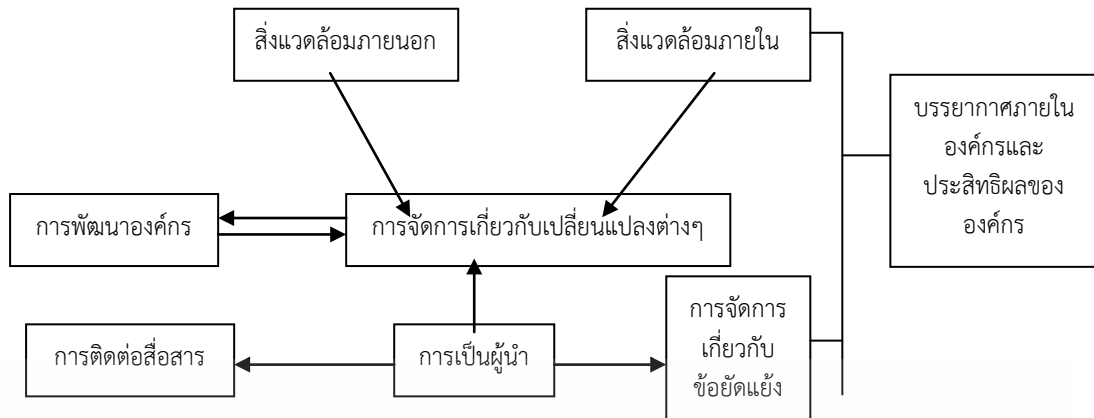 สิ่งแวดล้อมภายนอก
สิ่งแวดล้อมภายใน
บรรยากาศภายใน
องค์กรและ
ประสิทธิผลของ
องค์กร
การพัฒนาองค์กร
การจัดการเกี่ยวกับเปลี่ยนแปลงต่างๆ
การติดต่อสื่อสาร
การเป็นผู้นำ
การจัดการ
เกี่ยวกับ
ข้อยัดแย้ง